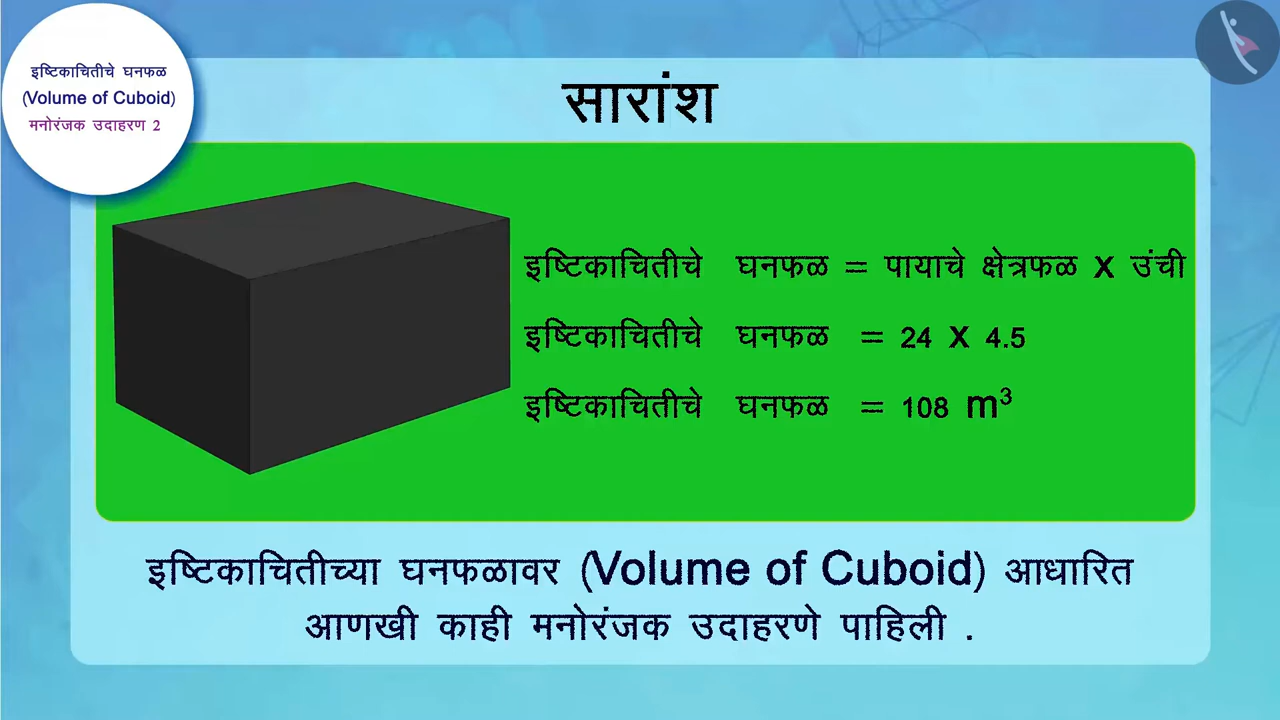 इष्टिकाचितीचे घनफळ
(Volume of Cuboid)
मनोरंजक उदाहरण 2
सारांश
इष्टिकाचितीचे घनफळ = पायाचे क्षेत्रफळ x उंची
इष्टिकाचितीचे घनफळ = 24 x 4.5
इष्टिकाचितीचे घनफळ = 108 m³
इष्टिकाचितीच्या घनफळावर (Volume of Cuboid) आधारित
आणखी काही मनोरंजक उदाहरणे पाहिली .